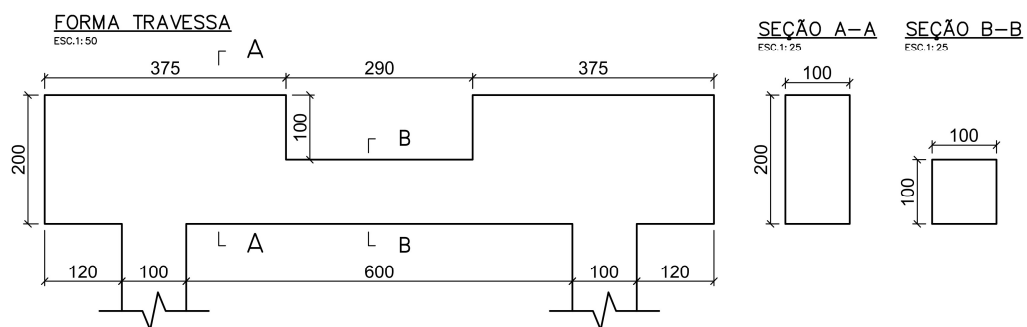 FORMA TRAVESSA
ESC.1:50
A
375 290 375
200
100
B
A B
120 100 600 100 120
SEÇÃO A-A
ESC.1:25
100
200
SEÇÃO B-B
ESC.1:25
100
100